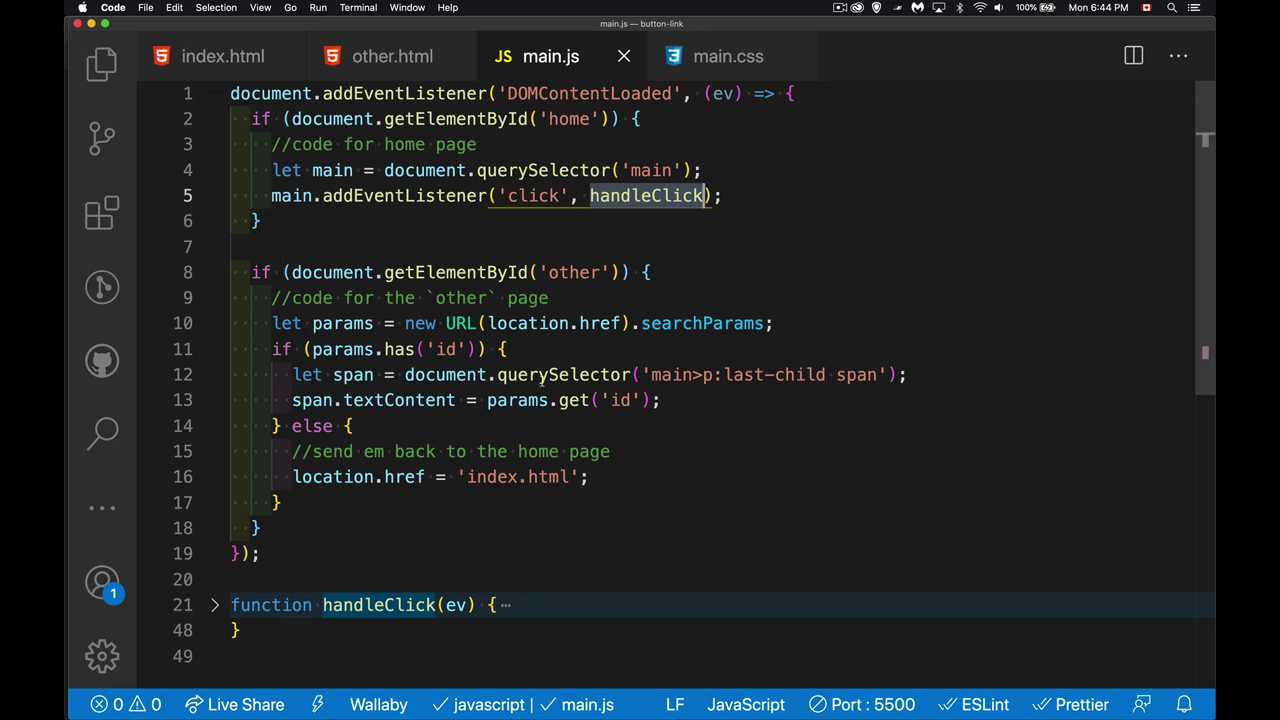 Code File Edit Selection View Go Run Terminal Window Help 100% Mon 6:44 PM
main.js — button-link
index.html other.html JS main.js main.css
1 document.addEventListener('DOMContentLoaded', (ev) => {
2 if (document.getElementById('home')) {
3 //code for home page
4 let main = document.querySelector('main');
5 main.addEventListener('click', handleClick);
6 }
7
8 if (document.getElementById('other')) {
9 //code for the `other` page
10 let params = new URL(location.href).searchParams;
11 if (params.has('id')) {
12 let span = document.querySelector('main>p:last-child span');
13 span.textContent = params.get('id');
14 } else {
15 //send em back to the home page
16 location.href = 'index.html';
17 }
18 }
19 });
20
21 function handleClick(ev) { ⋯
48 }
49
1
0 0 Live Share Wallaby javascript | main.js LF JavaScript Port : 5500 ESLint Prettier